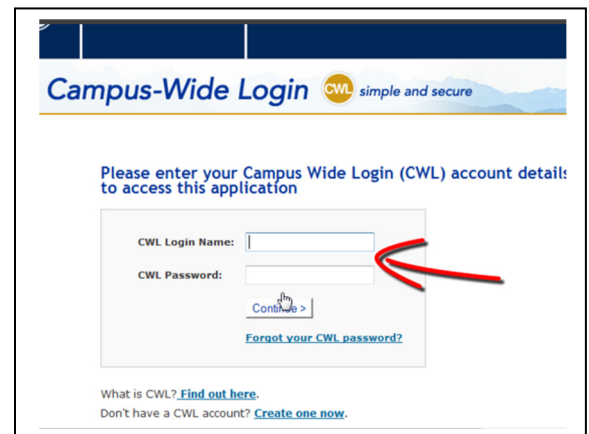 Campus-Wide Login CWL simple and secure
Please enter your Campus Wide Login (CWL) account details
to access this application
CWL Login Name:
CWL Password:
Continue >
Forgot your CWL password?
What is CWL? Find out here.
Don't have a CWL account? Create one now.